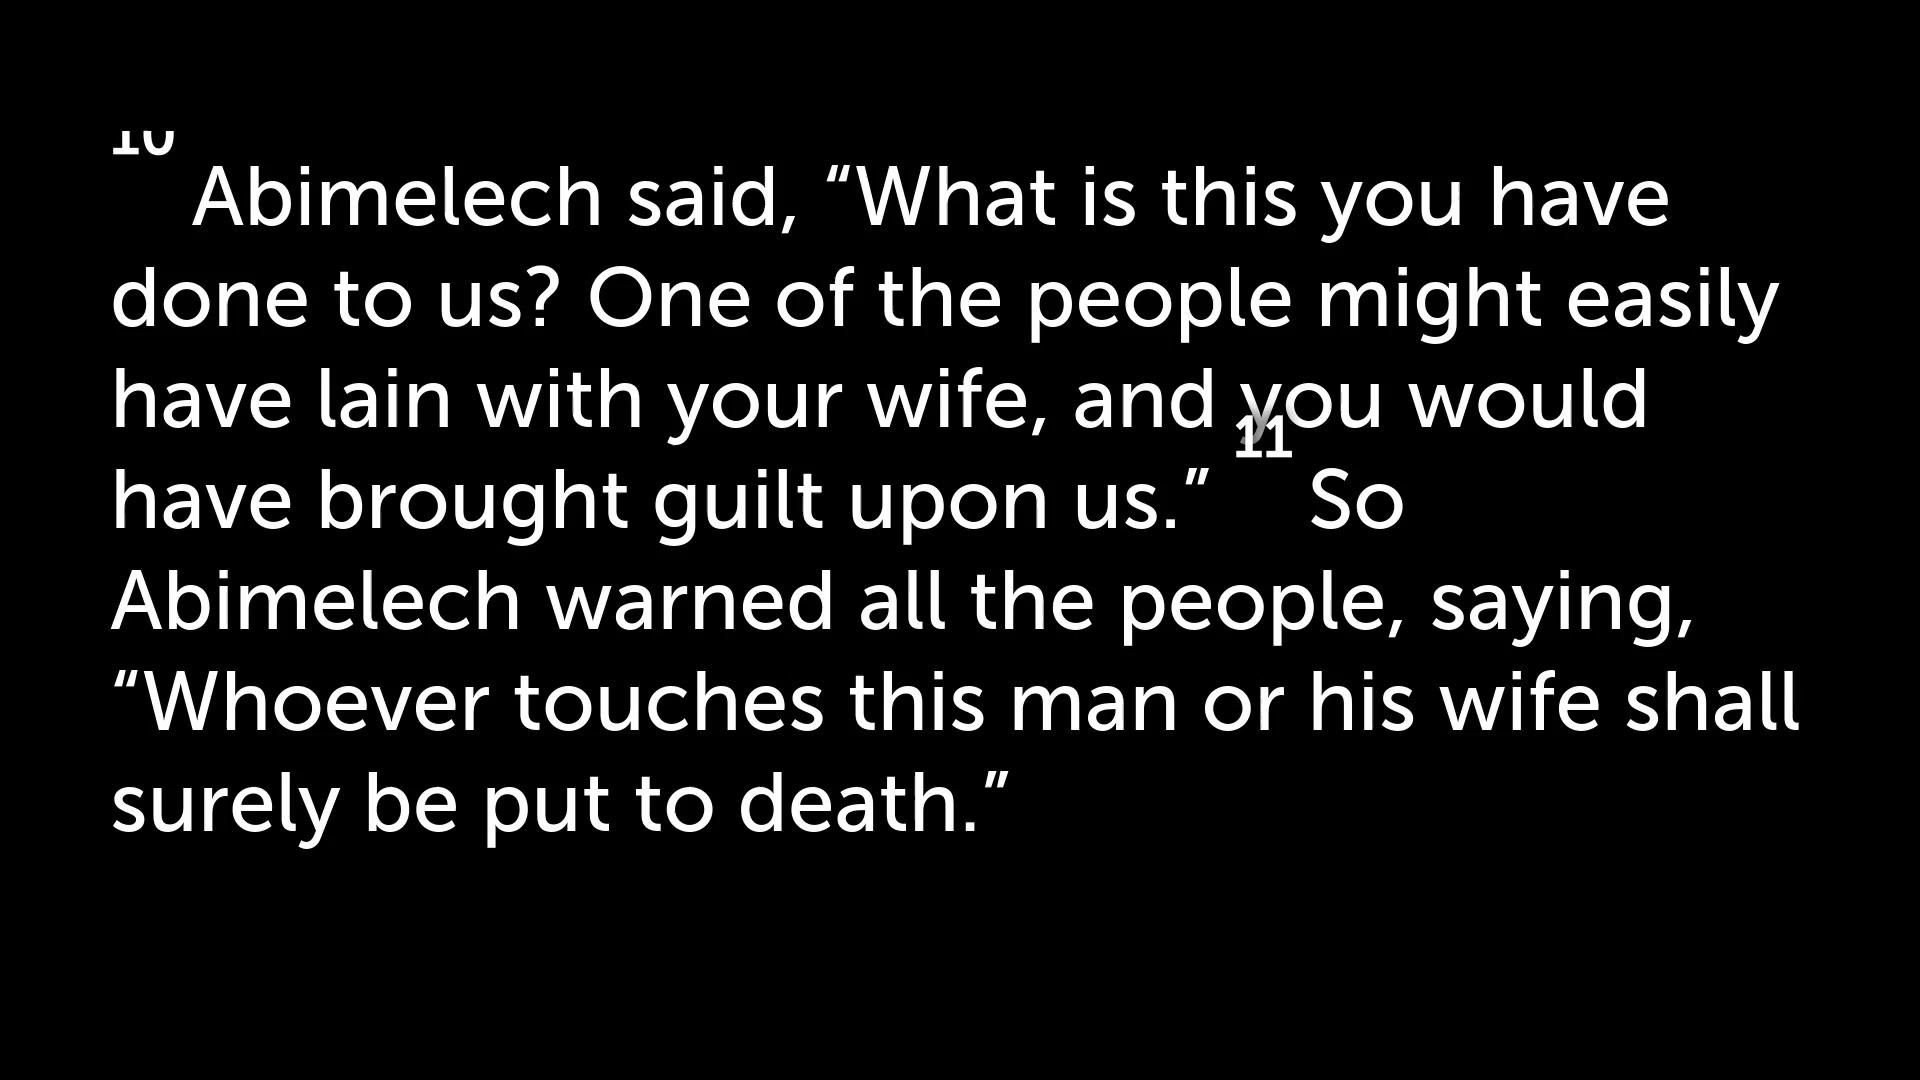 10 Abimelech said, “What is this you have
done to us? One of the people might easily
have lain with your wife, and you would
have brought guilt upon us.” 11 So
Abimelech warned all the people, saying,
“Whoever touches this man or his wife shall
surely be put to death.”